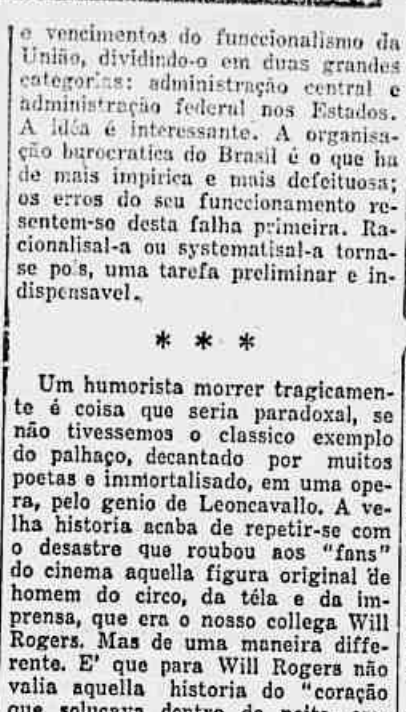 e vencimentos do funccionalismo da
União, dividindo-o em duas grandes
categorias: administração central e
administração federal nos Estados.
A idéa é interessante. A organisa-
ção burocratica do Brasil é o que ha
de mais impirica e mais defeituosa;
os erros do seu funccionamento re-
sentem-se desta falha primeira. Ra-
cionalisal-a ou systematisal-a torna-
se pois, uma tarefa preliminar e in-
dispensavel.
* * *
Um humorista morrer tragicamen-
te é coisa que seria paradoxal, se
não tivessemos o classico exemplo
do palhaço, decantado por muitos
poetas e immortalisado, em uma ope-
ra, pelo genio de Leoncavallo. A ve-
lha historia acaba de repetir-se com
o desastre que roubou aos "fans"
do cinema aquella figura original de
homem do circo, da téla e da im-
prensa, que era o nosso collega Will
Rogers. Mas de uma maneira diffe-
rente. E' que para Will Rogers não
valia aquella historia do "coração
que soluçava dentro do peito